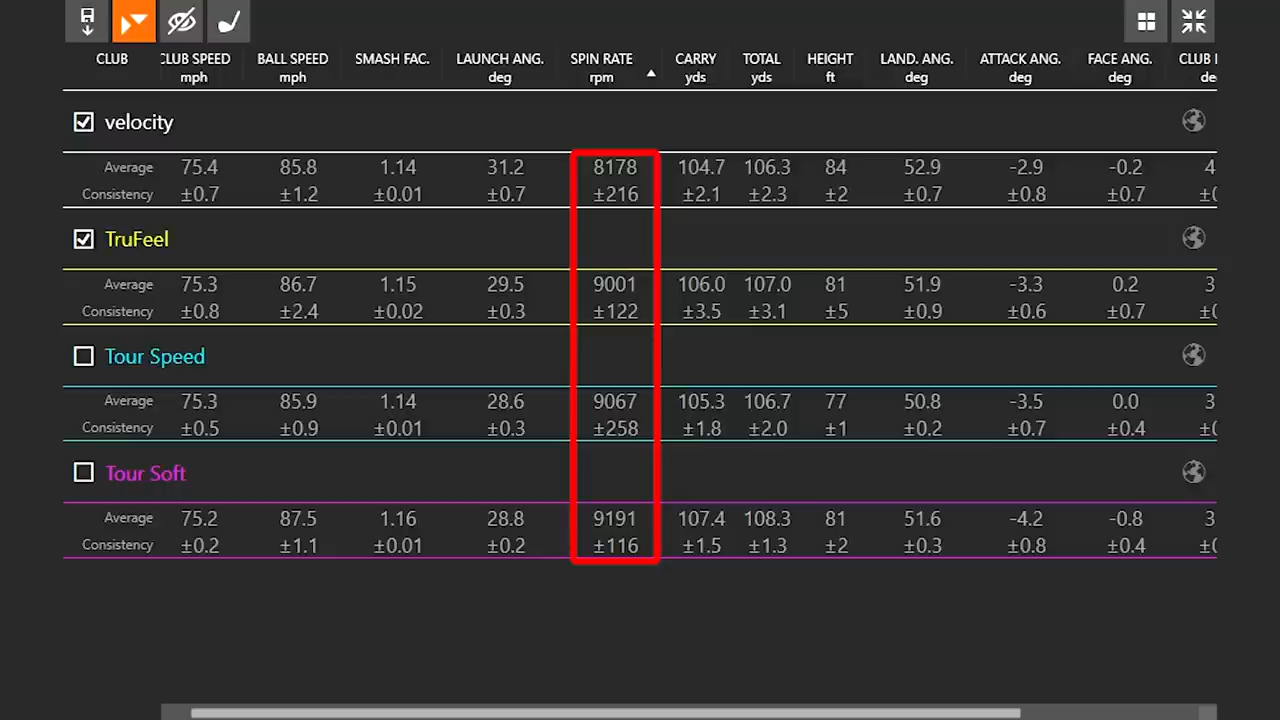 CLUB CLUB SPEED BALL SPEED SMASH FAC. LAUNCH ANG. SPIN RATE CARRY TOTAL HEIGHT LAND. ANG. ATTACK ANG. FACE ANG. CLUB
mph mph deg rpm yds yds ft deg deg deg de
velocity
Average 75.4 85.8 1.14 31.2 8178 104.7 106.3 84 52.9 -2.9 -0.2 4
Consistency ±0.7 ±1.2 ±0.01 ±0.7 ±216 ±2.1 ±2.3 ±2 ±0.7 ±0.8 ±0.7 ±0
TruFeel
Average 75.3 86.7 1.15 29.5 9001 106.0 107.0 81 51.9 -3.3 0.2 3
Consistency ±0.8 ±2.4 ±0.02 ±0.3 ±122 ±3.5 ±3.1 ±5 ±0.9 ±0.6 ±0.7 ±0
Tour Speed
Average 75.3 85.9 1.14 28.6 9067 105.3 106.7 77 50.8 -3.5 0.0 3
Consistency ±0.5 ±0.9 ±0.01 ±0.3 ±258 ±1.8 ±2.0 ±1 ±0.2 ±0.7 ±0.4 ±0
Tour Soft
Average 75.2 87.5 1.16 28.8 9191 107.4 108.3 81 51.6 -4.2 -0.8 3
Consistency ±0.2 ±1.1 ±0.01 ±0.2 ±116 ±1.5 ±1.3 ±2 ±0.3 ±0.8 ±0.4 ±0